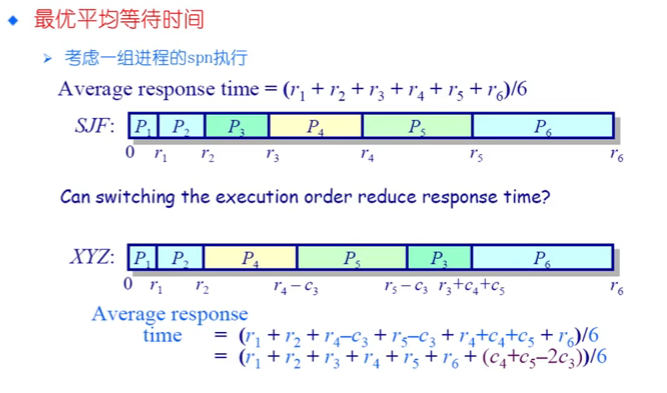 最优平均等待时间
考虑一组进程的spn执行
Average response time = (r₁ + r₂ + r₃ + r₄ + r₅ + r₆)/6
SJF: P₁ P₂ P₃ P₄ P₅ P₆
0 r₁ r₂ r₃ r₄ r₅ r₆
Can switching the execution order reduce response time?
XYZ: P₁ P₂ P₄ P₅ P₃ P₆
0 r₁ r₂ r₄ – c₃ r₅ – c₃ r₃+c₄+c₅ r₆
Average response
time = (r₁ + r₂ + r₄–c₃ + r₅–c₃ + r₄+c₄+c₅ + r₆)/6
= (r₁ + r₂ + r₃ + r₄ + r₅ + r₆ + (c₄+c₅–2c₃))/6